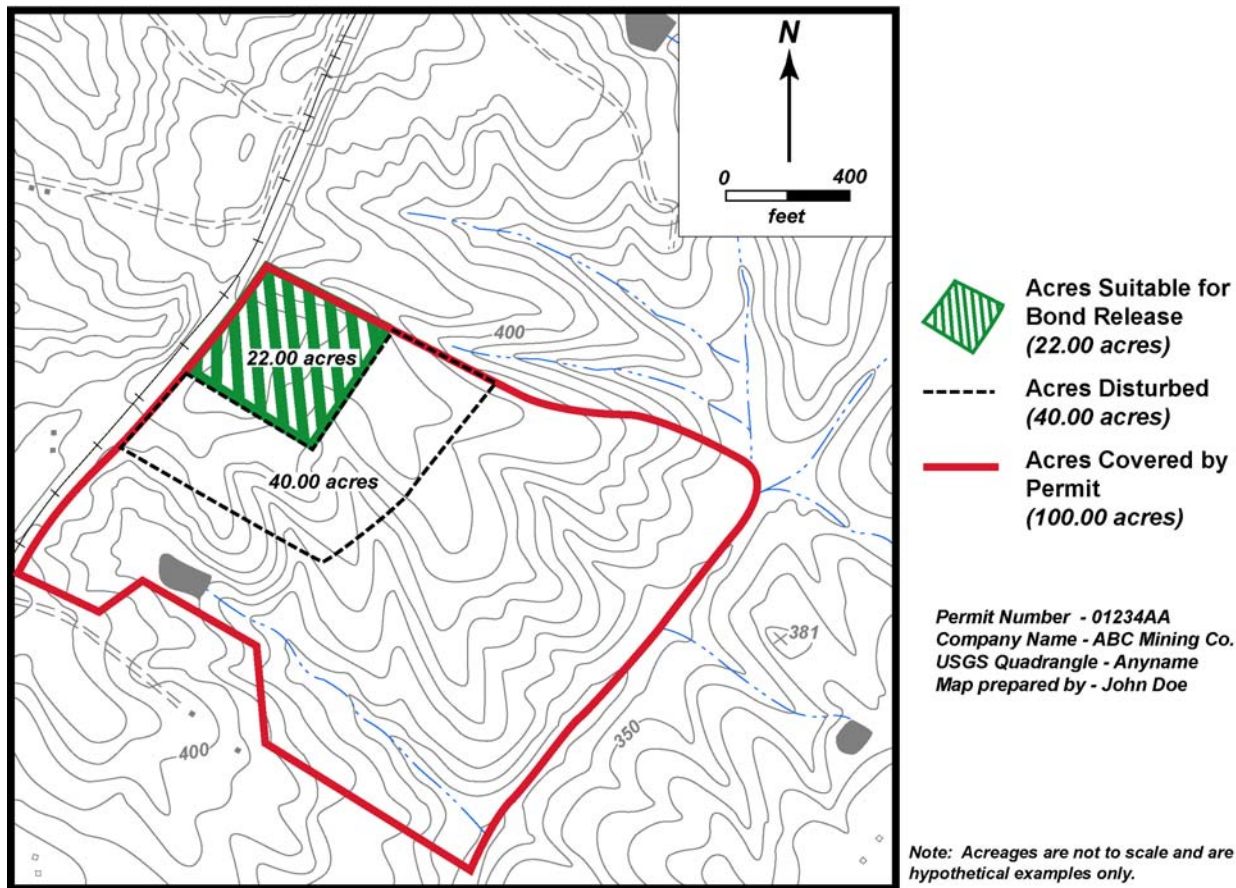 N
0 400
feet
400
22.00 acres
40.00 acres
381
350
400
Acres Suitable for
Bond Release
(22.00 acres)
Acres Disturbed
(40.00 acres)
Acres Covered by
Permit
(100.00 acres)
Permit Number - 01234AA
Company Name - ABC Mining Co.
USGS Quadrangle - Anyname
Map prepared by - John Doe
Note: Acreages are not to scale and are
hypothetical examples only.